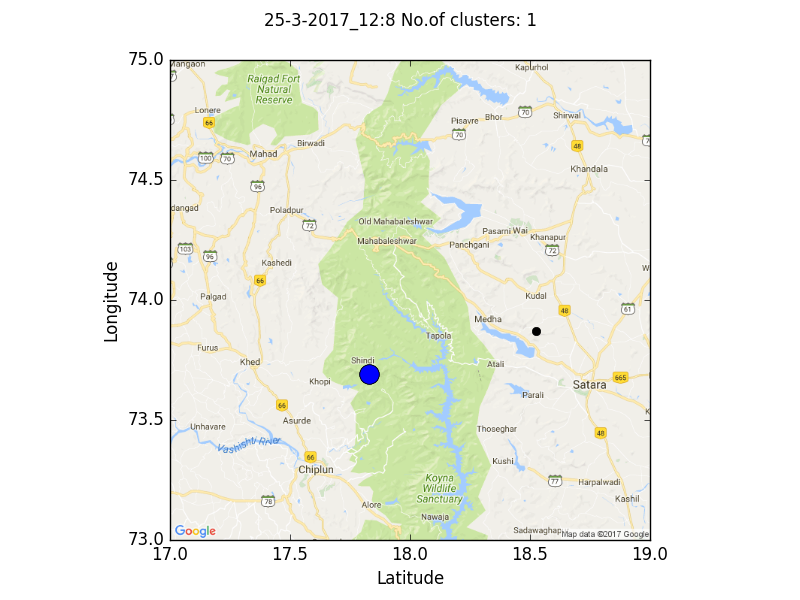 25-3-2017_12:8 No.of clusters: 1
75.0
74.5
74.0
73.5
73.0
17.0
17.5
18.0
18.5
19.0
Longitude
Latitude
Mangaon
Raigad Fort
Natural
Reserve
Kapurhol
Lonere
66
Pisavre
Bhor
70
Shirwal
70
Birwadi
48
100
70
Mahad
Khandala
96
dangad
Poladpur
72
Old Mahabaleshwar
Mahabaleshwar
Pasarni
Wai
Khanapur
72
Panchgani
103
96
Kashedi
66
Palgad
Kudal
48
61
Medha
Tapola
Furus
Khed
Shindi
Khopi
Atali
665
Satara
Parali
66
Asurde
Unhavare
Vashishti River
Thoseghar
48
66
Chiplun
Kushi
Koyna
Wildlife
Sanctuary
77
Harpalwadi
78
Alore
Nawaja
Kashil
Sadawaghapur
Google
Map data ©2017 Google